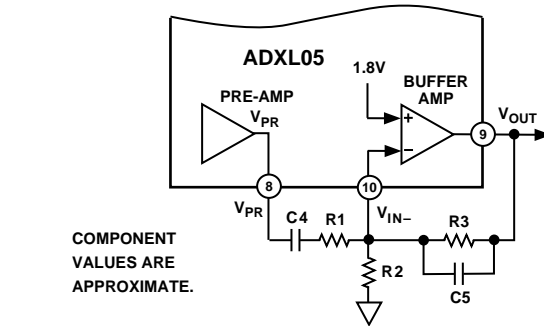 ADXL05
1.8V
PRE-AMP
VPR
BUFFER
AMP
+
−
VOUT
9
8
10
VPR
C4
R1
VIN−
R3
R2
C5
COMPONENT
VALUES ARE
APPROXIMATE.